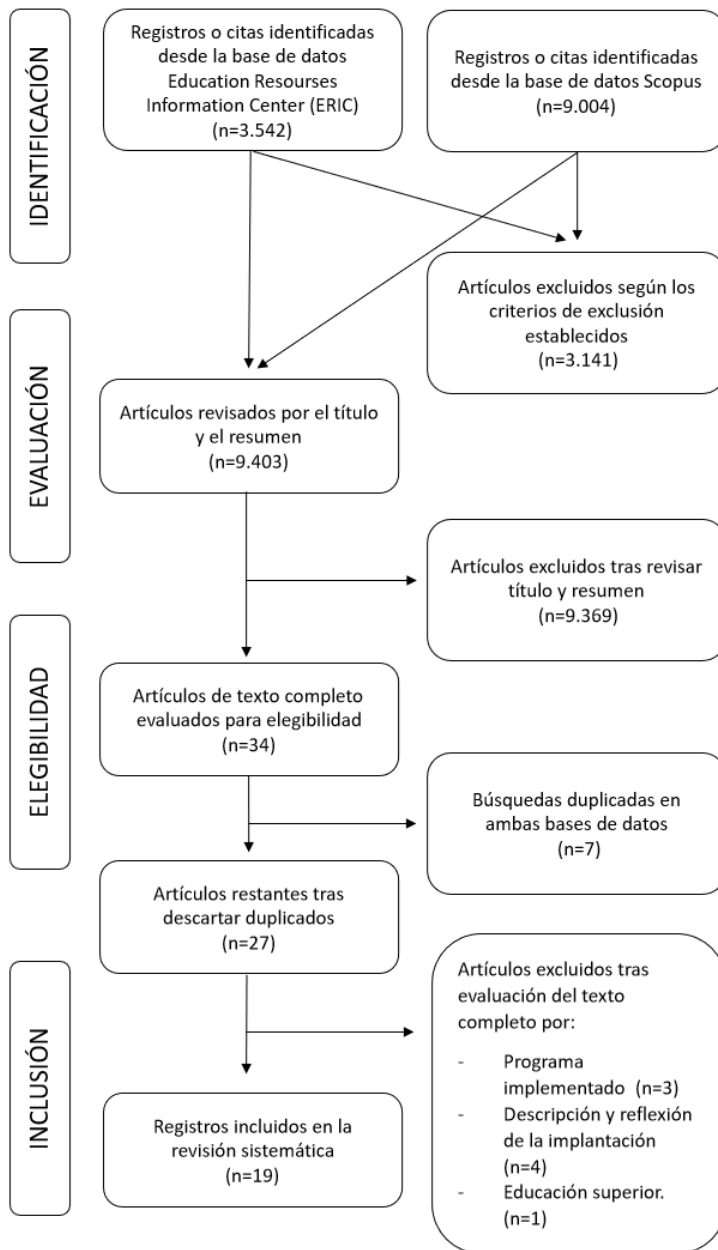 IDENTIFICACIÓN
Registros o citas identificadas
desde la base de datos
Education Resourses
Information Center (ERIC)
(n=3.542)
Registros o citas identificadas
desde la base de datos Scopus
(n=9.004)
Artículos excluidos según los
criterios de exclusión
establecidos
(n=3.141)
EVALUACIÓN
Artículos revisados por el título
y el resumen
(n=9.403)
Artículos excluidos tras revisar
título y resumen
(n=9.369)
ELEGIBILIDAD
Artículos de texto completo
evaluados para elegibilidad
(n=34)
Búsquedas duplicadas en
ambas bases de datos
(n=7)
Artículos restantes tras
descartar duplicados
(n=27)
INCLUSIÓN
Artículos excluidos tras
evaluación del texto
completo por:
- Programa
implementado (n=3)
- Descripción y reflexión
de la implantación
(n=4)
- Educación superior.
(n=1)
Registros incluidos en la
revisión sistemática
(n=19)